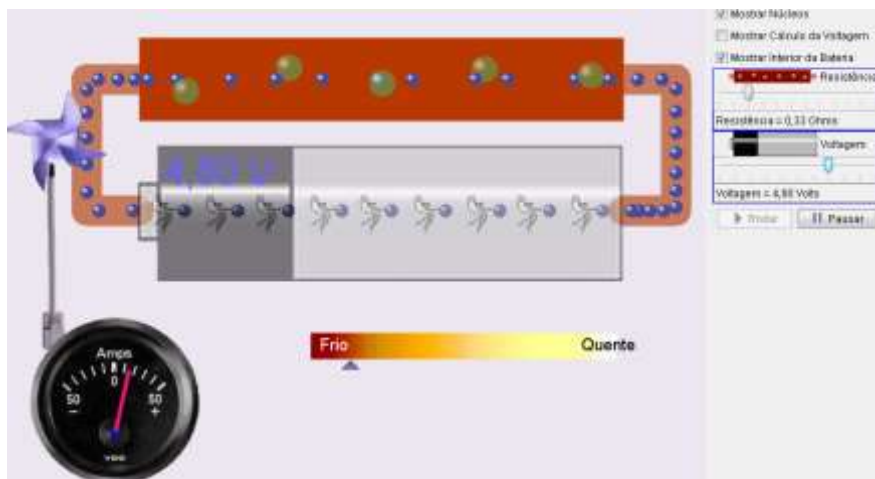 Mostrar Núcleos
Mostrar Cálculo da Voltagem
Mostrar Interior da Bateria
Resistência
Resistência = 0,33 Ohms
Voltagem
Voltagem = 4,80 Volts
Pausar
4,80 V
Frio
Quente
Amps
50
0
50
-
+